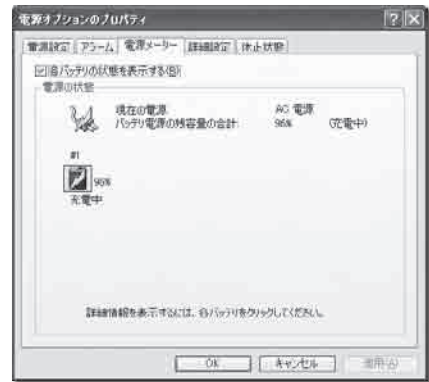 電源オプションのプロパティ
電源設定 アラーム 電源メーター 詳細設定 休止状態
各バッテリの状態を表示する(B)
電源の状態
現在の電源: AC 電源
バッテリ電源の残容量の合計: 96% (充電中)
#1
96%
充電中
詳細情報を表示するには、各バッテリをクリックしてください。
OK キャンセル 適用(A)